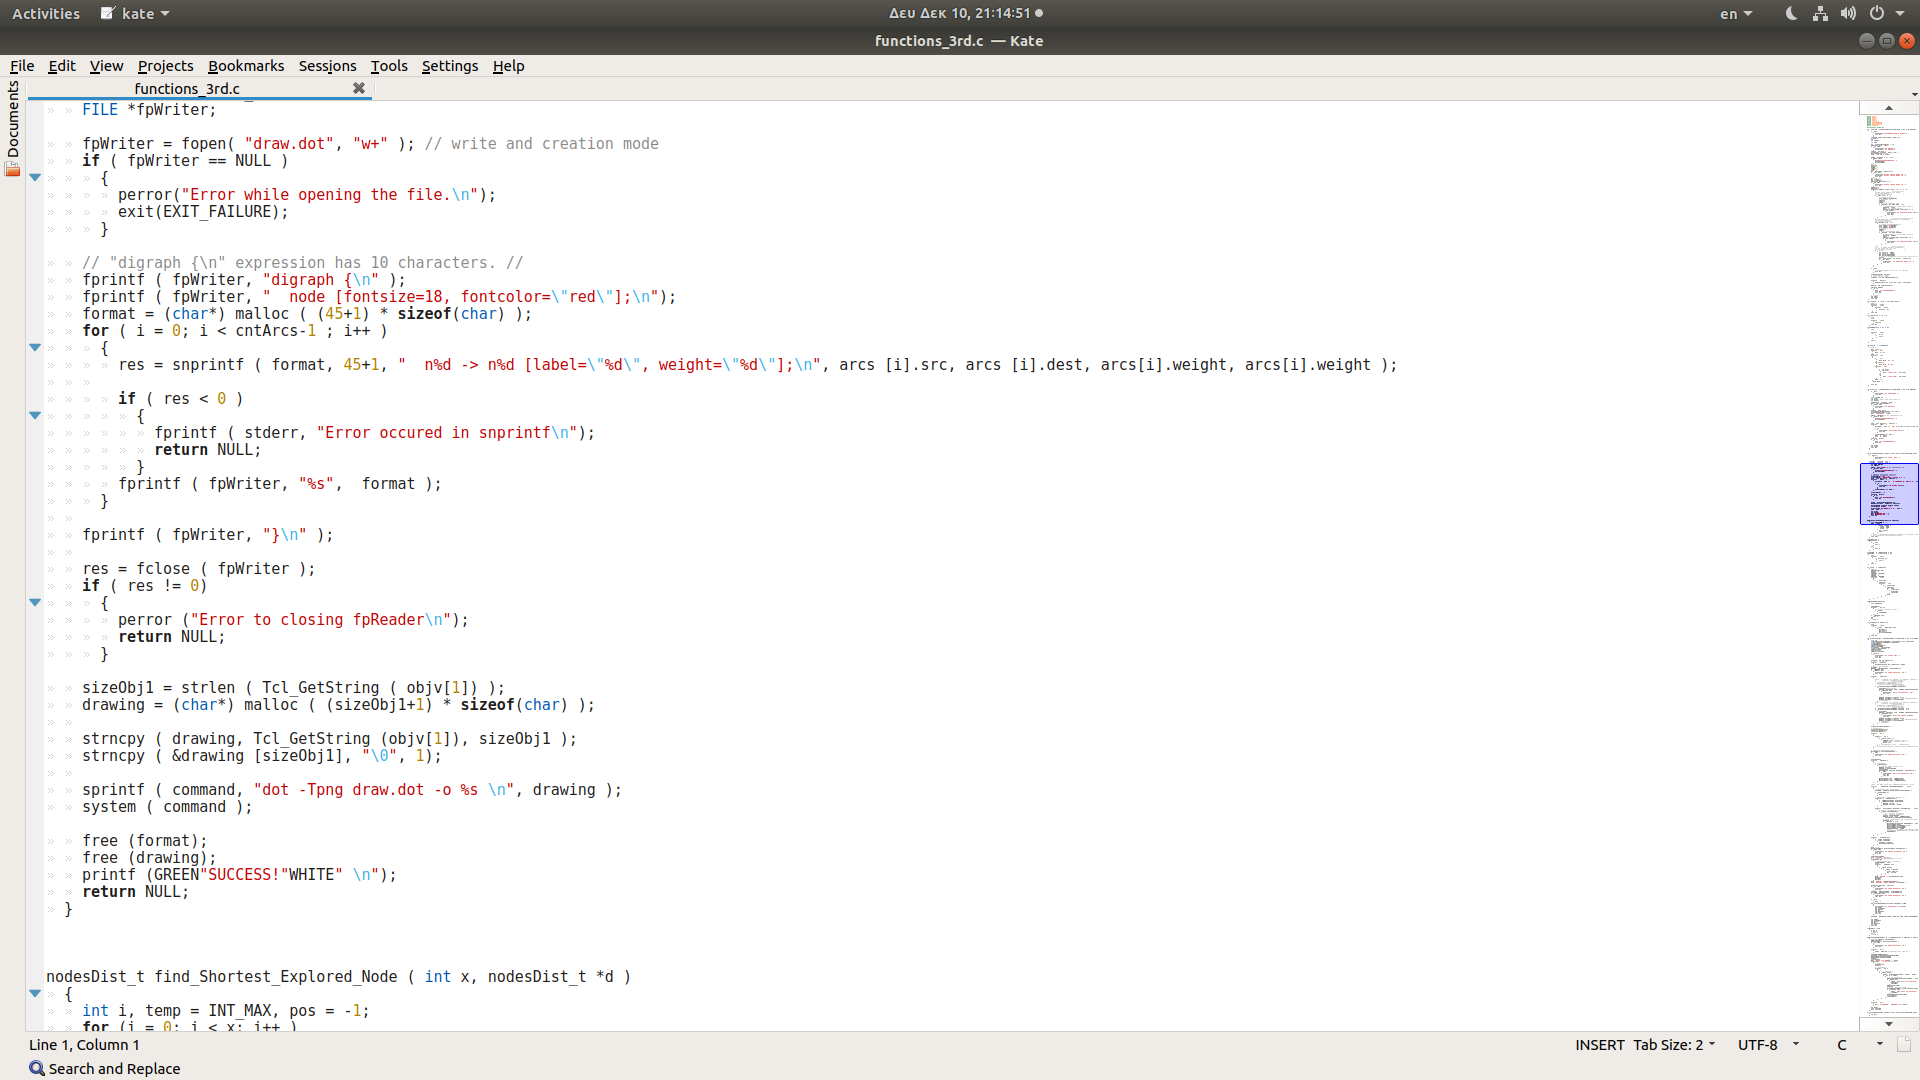 Activities kate Δευ Δεκ 10, 21:14:51 en
functions_3rd.c — Kate
File Edit View Projects Bookmarks Sessions Tools Settings Help
functions_3rd.c
Documents
FILE *fpWriter;
fpWriter = fopen( "draw.dot", "w+" ); // write and creation mode
if ( fpWriter == NULL )
{
perror("Error while opening the file.\n");
exit(EXIT_FAILURE);
}
// "digraph {\n" expression has 10 characters. //
fprintf ( fpWriter, "digraph {\n" );
fprintf ( fpWriter, "  node [fontsize=18, fontcolor=\"red\"];\n");
format = (char*) malloc ( (45+1) * sizeof(char) );
for ( i = 0; i < cntArcs-1 ; i++ )
{
res = snprintf ( format, 45+1, "  n%d -> n%d [label=\"%d\", weight=\"%d\"];\n", arcs [i].src, arcs [i].dest, arcs[i].weight, arcs[i].weight );
if ( res < 0 )
{
fprintf ( stderr, "Error occured in snprintf\n");
return NULL;
}
fprintf ( fpWriter, "%s",  format );
}
fprintf ( fpWriter, "}\n" );
res = fclose ( fpWriter );
if ( res != 0)
{
perror ("Error to closing fpReader\n");
return NULL;
}
sizeObj1 = strlen ( Tcl_GetString ( objv[1]) );
drawing = (char*) malloc ( (sizeObj1+1) * sizeof(char) );
strncpy ( drawing, Tcl_GetString (objv[1]), sizeObj1 );
strncpy ( &drawing [sizeObj1], "\0", 1);
sprintf ( command, "dot -Tpng draw.dot -o %s \n", drawing );
system ( command );
free (format);
free (drawing);
printf (GREEN"SUCCESS!"WHITE" \n");
return NULL;
}
nodesDist_t find_Shortest_Explored_Node ( int x, nodesDist_t *d )
{
int i, temp = INT_MAX, pos = -1;
for (i = 0; i < x; i++ )
Line 1, Column 1 INSERT Tab Size: 2 UTF-8 C
Search and Replace